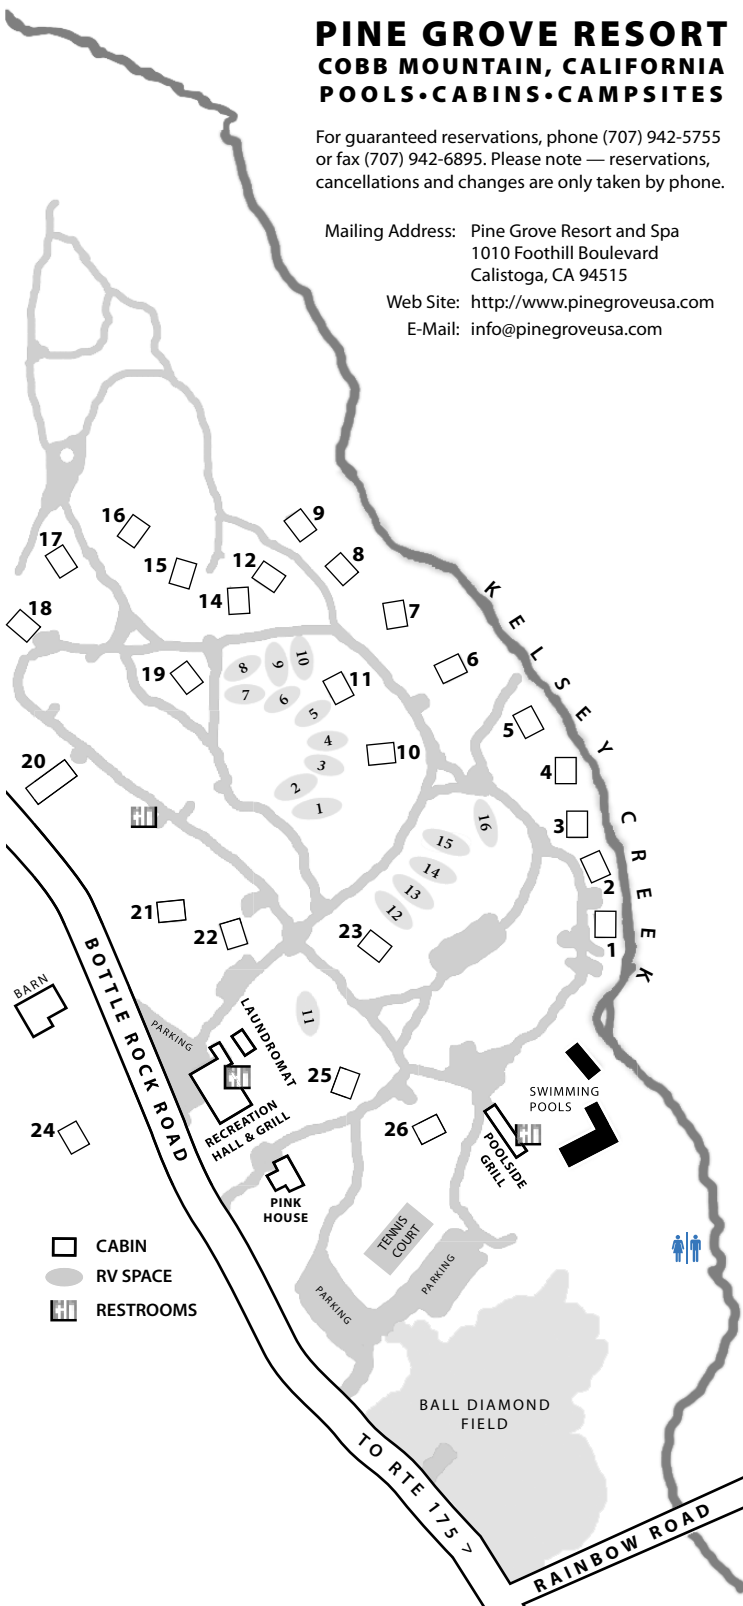 PINE GROVE RESORT
COBB MOUNTAIN, CALIFORNIA
POOLS•CABINS•CAMPSITES
For guaranteed reservations, phone (707) 942-5755
or fax (707) 942-6895. Please note — reservations,
cancellations and changes are only taken by phone.
Mailing Address: Pine Grove Resort and Spa
1010 Foothill Boulevard
Calistoga, CA 94515
Web Site: http://www.pinegroveusa.com
E-Mail: info@pinegroveusa.com
9
16
17
8
15
12
14
18
7
KELSEY CREEK
6
19
8
9
10
11
7
6
5
5
4
10
3
4
20
2
1
16
3
15
14
2
13
12
21
22
23
1
BARN
BOTTLE ROCK ROAD
PARKING
LAUNDROMAT
11
25
SWIMMING
POOLS
RECREATION
HALL & GRILL
24
26
POOLSIDE
GRILL
PINK
HOUSE
TENNIS
COURT
PARKING
PARKING
CABIN
RV SPACE
RESTROOMS
BALL DIAMOND
FIELD
TO RTE 175 >
RAINBOW ROAD